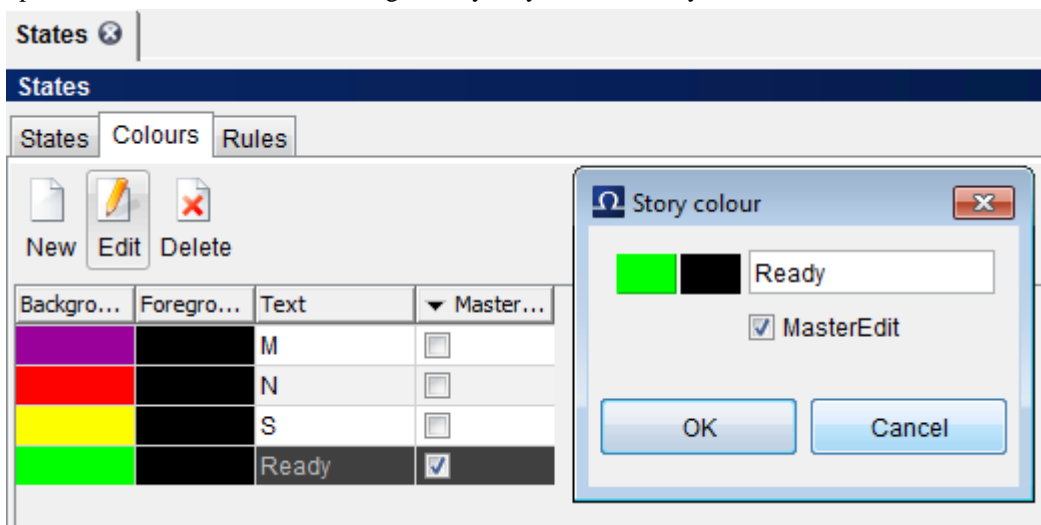 States
States
States Colours Rules
New Edit Delete
Backgro... Foregro... Text Master...
M
N
S
Ready
Story colour
Ready
MasterEdit
OK Cancel